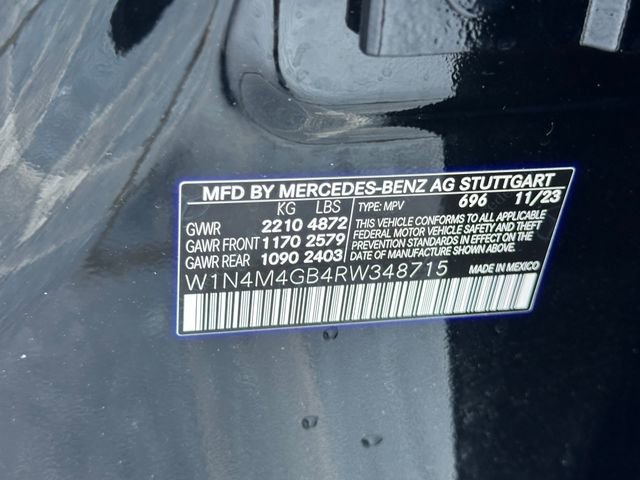 MFD BY MERCEDES-BENZ AG STUTTGART
KG LBS TYPE: MPV 696 11/23
GVWR 2210 4872
GAWR FRONT 1170 2579
GAWR REAR 1090 2403
THIS VEHICLE CONFORMS TO ALL APPLICABLE
FEDERAL MOTOR VEHICLE SAFETY AND THEFT
PREVENTION STANDARDS IN EFFECT ON THE
DATE OF MANUFACTURE SHOWN ABOVE.
W1N4M4GB4RW348715 MADE IN MEXICO